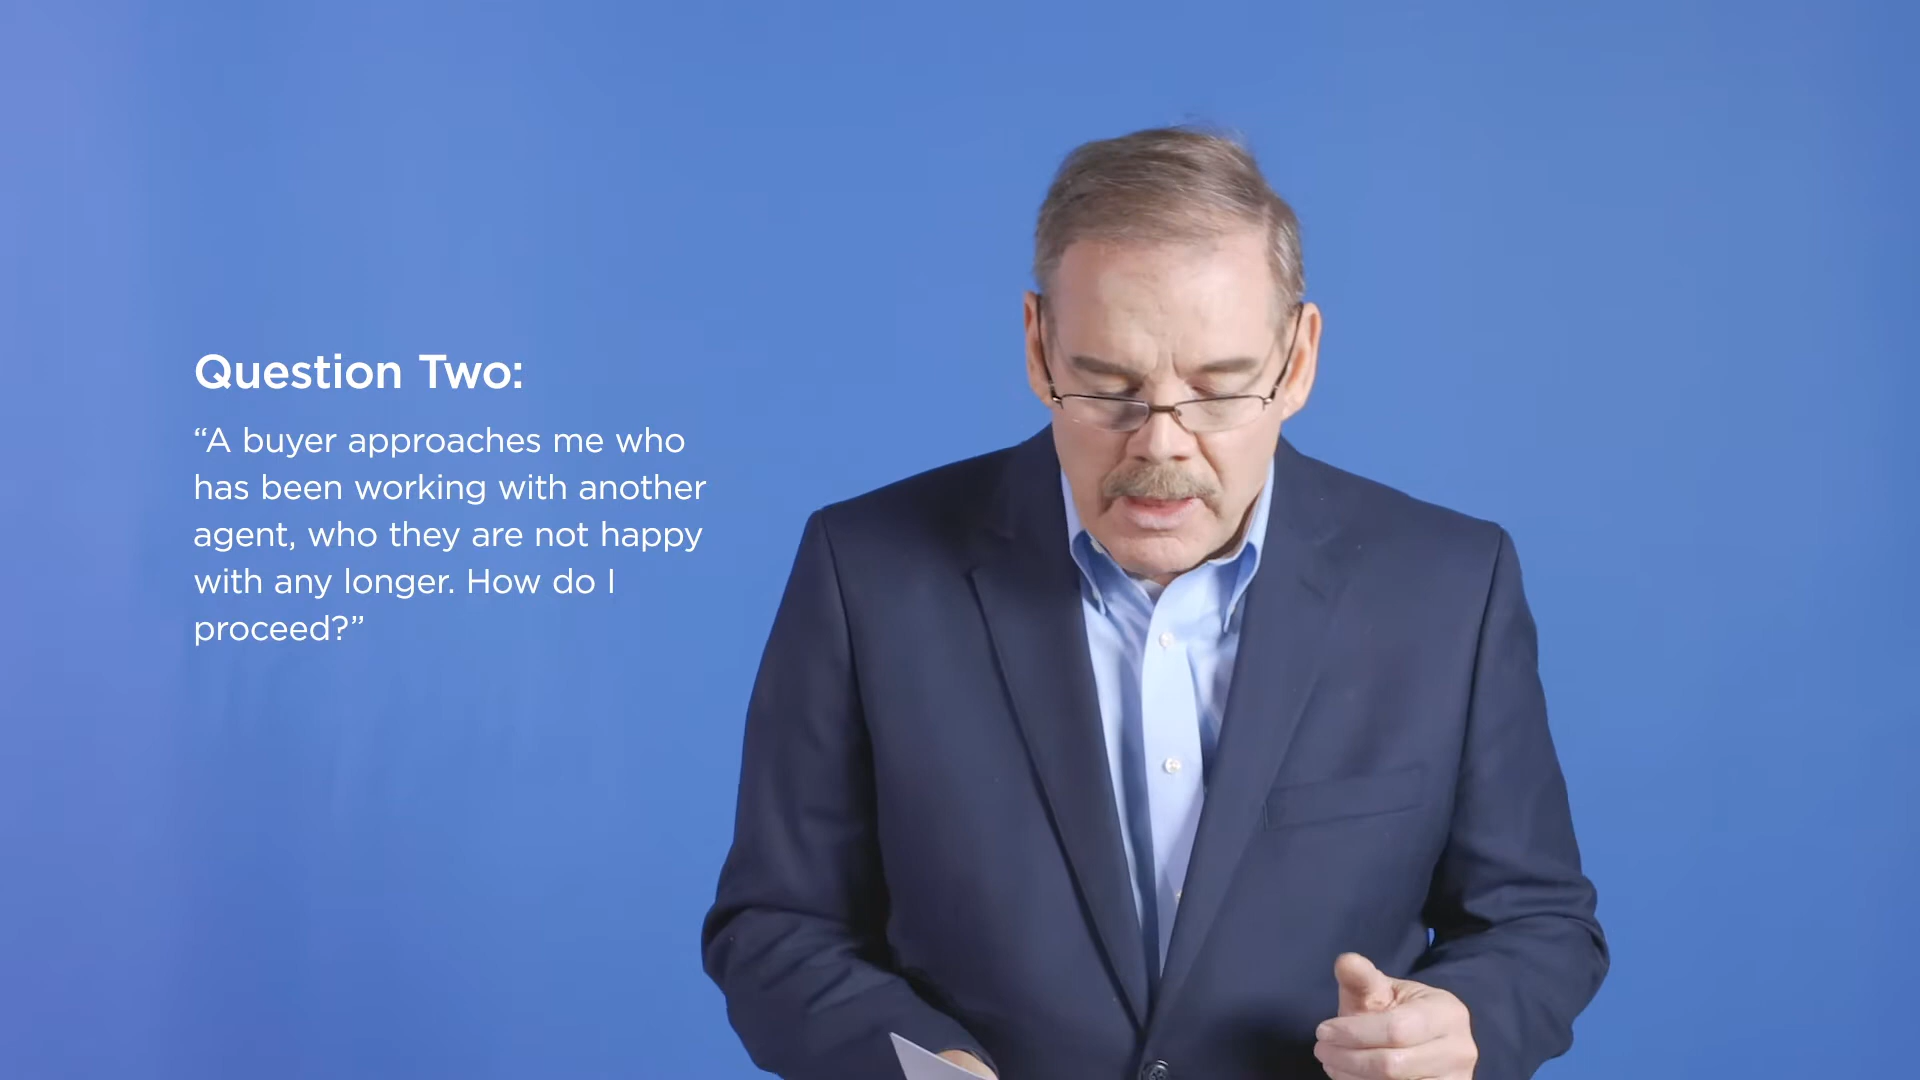 Question Two:
“A buyer approaches me who
has been working with another
agent, who they are not happy
with any longer. How do I
proceed?”